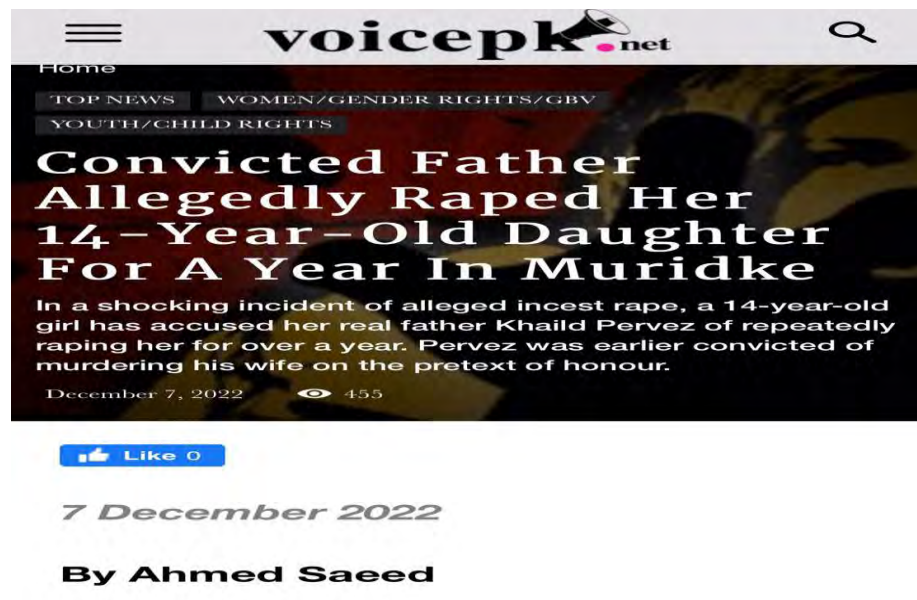 voicepk.net
Home
TOP NEWS WOMEN/GENDER RIGHTS/GBV
YOUTH/CHILD RIGHTS
Convicted Father
Allegedly Raped Her
14-Year-Old Daughter
For A Year In Muridke
In a shocking incident of alleged incest rape, a 14-year-old
girl has accused her real father Khaild Pervez of repeatedly
raping her for over a year. Pervez was earlier convicted of
murdering his wife on the pretext of honour.
December 7, 2022 455
Like 0
7 December 2022
By Ahmed Saeed